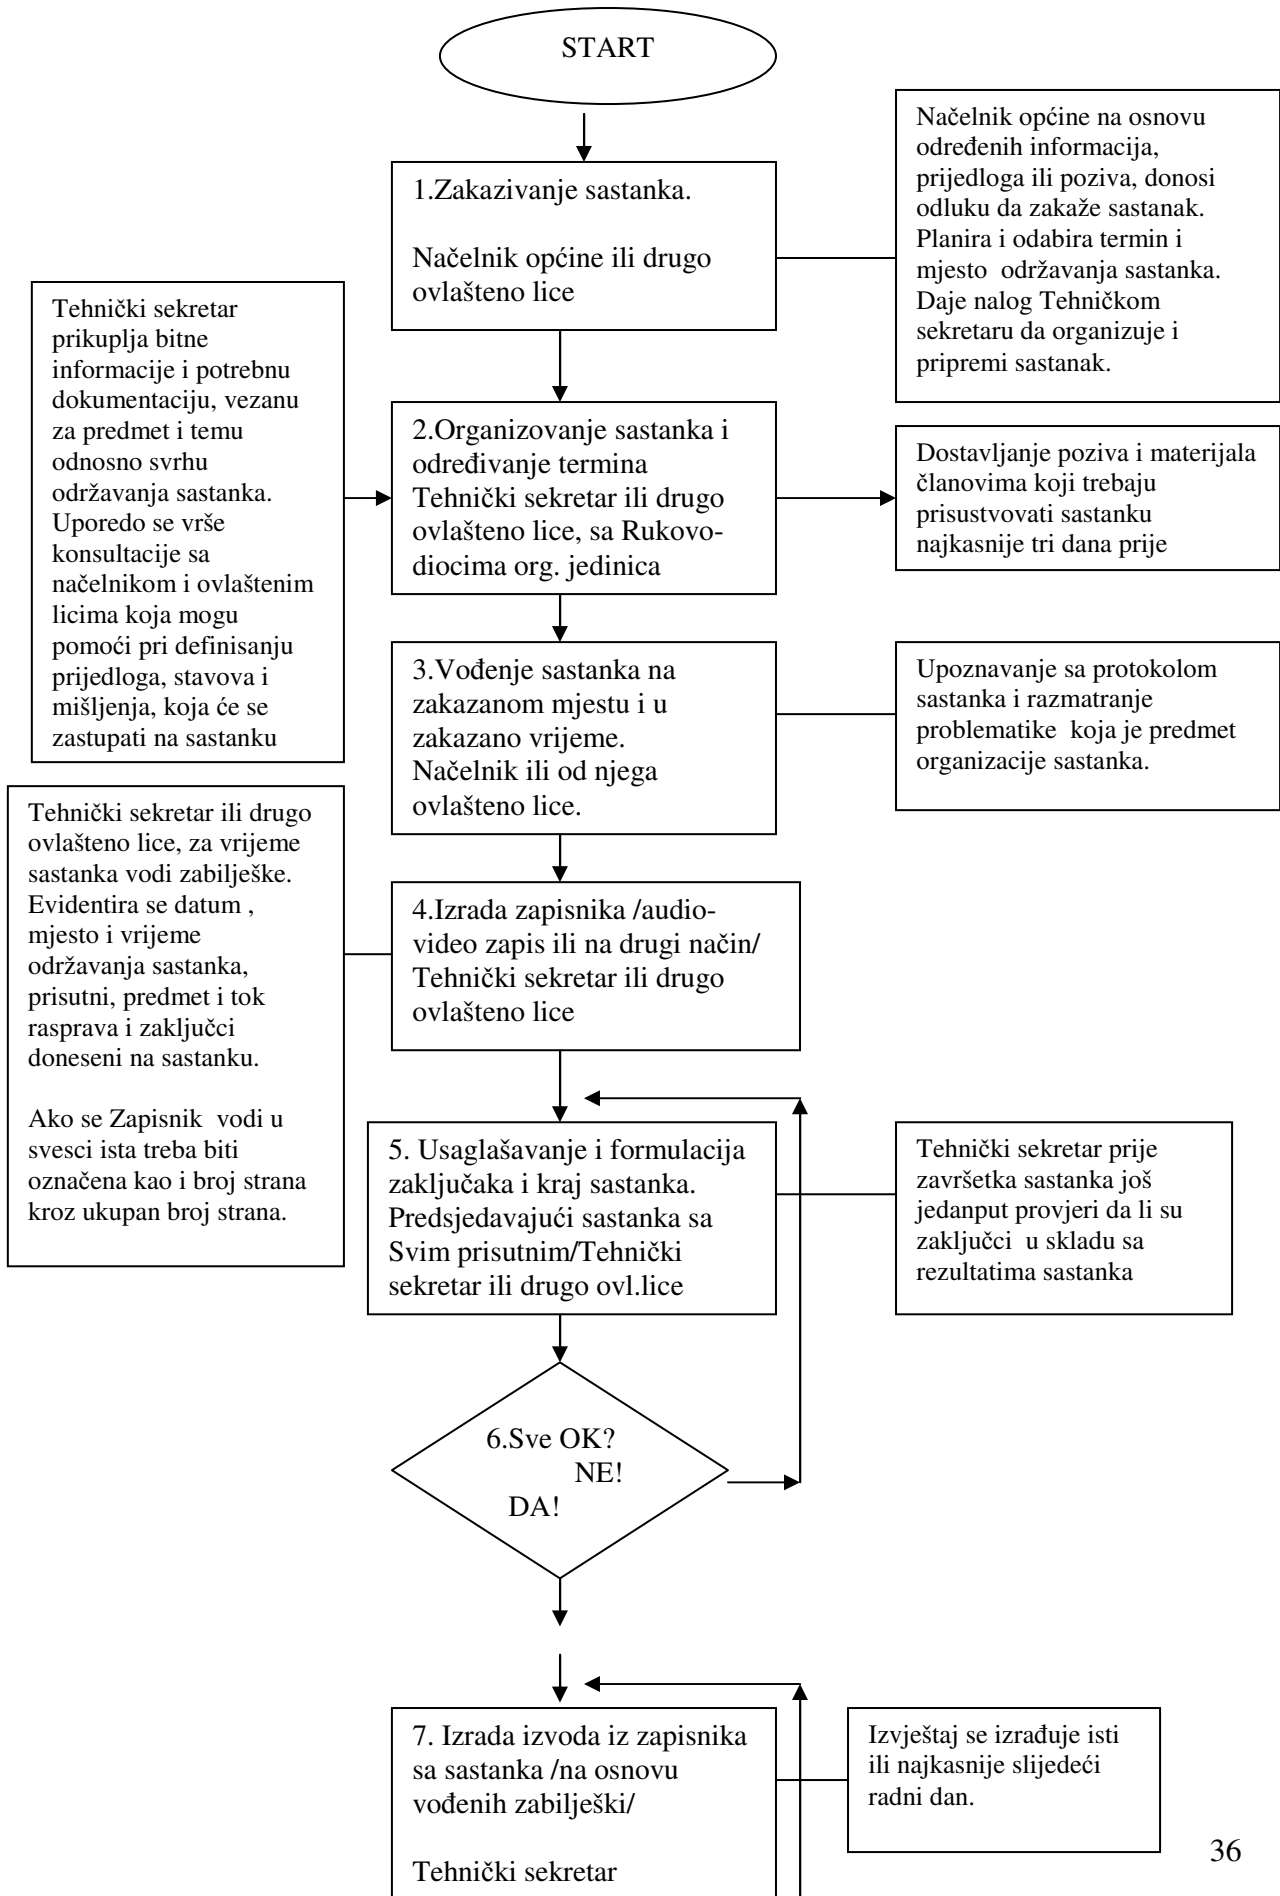 START
Načelnik općine na osnovu
određenih informacija,
prijedloga ili poziva, donosi
odluku da zakaže sastanak.
Planira i odabira termin i
mjesto održavanja sastanka.
Daje nalog Tehničkom
sekretaru da organizuje i
pripremi sastanak.
1.Zakazivanje sastanka.
Načelnik općine ili drugo
ovlašteno lice
Tehnički sekretar
prikuplja bitne
informacije i potrebnu
dokumentaciju, vezanu
za predmet i temu
odnosno svrhu
održavanja sastanka.
Uporedo se vrše
konsultacije sa
načelnikom i ovlaštenim
licima koja mogu
pomoći pri definisanju
prijedloga, stavova i
mišljenja, koja će se
zastupati na sastanku
2.Organizovanje sastanka i
određivanje termina
Tehnički sekretar ili drugo
ovlašteno lice, sa Rukovo-
diocima org. jedinica
Dostavljanje poziva i materijala
članovima koji trebaju
prisustvovati sastanku
najkasnije tri dana prije
3.Vođenje sastanka na
zakazanom mjestu i u
zakazano vrijeme.
Načelnik ili od njega
ovlašteno lice.
Upoznavanje sa protokolom
sastanka i razmatranje
problematike koja je predmet
organizacije sastanka.
Tehnički sekretar ili drugo
ovlašteno lice, za vrijeme
sastanka vodi zabilješke.
Evidentira se datum ,
mjesto i vrijeme
održavanja sastanka,
prisutni, predmet i tok
rasprava i zaključci
doneseni na sastanku.
Ako se Zapisnik vodi u
svesci ista treba biti
označena kao i broj strana
kroz ukupan broj strana.
4.Izrada zapisnika /audio-
video zapis ili na drugi način/
Tehnički sekretar ili drugo
ovlašteno lice
5. Usaglašavanje i formulacija
zaključaka i kraj sastanka.
Predsjedavajući sastanka sa
Svim prisutnim/Tehnički
sekretar ili drugo ovl.lice
Tehnički sekretar prije
završetka sastanka još
jedanput provjeri da li su
zaključci u skladu sa
rezultatima sastanka
6.Sve OK?
NE!
DA!
7. Izrada izvoda iz zapisnika
sa sastanka /na osnovu
vođenih zabilješki/
Tehnički sekretar
Izvještaj se izrađuje isti
ili najkasnije slijedeći
radni dan.
36